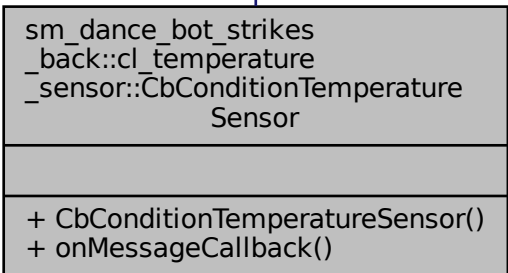 sm_dance_bot_strikes
_back::cl_temperature
_sensor::CbConditionTemperature
Sensor
+ CbConditionTemperatureSensor()
+ onMessageCallback()